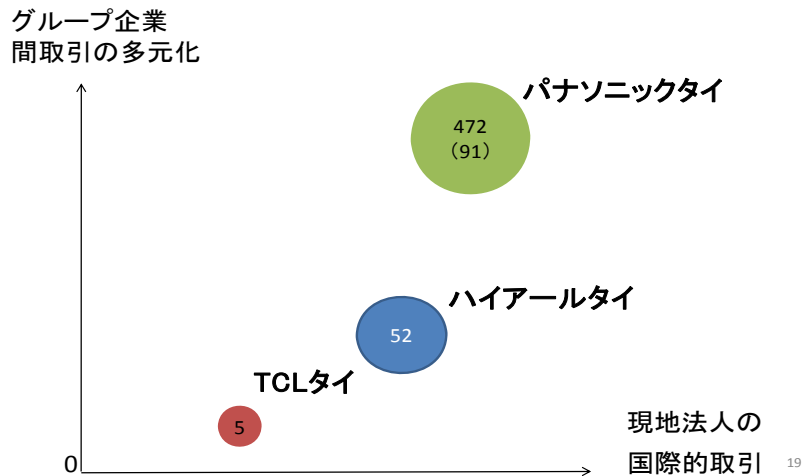 グループ企業
間取引の多元化
パナソニックタイ
472
（91）
ハイアールタイ
52
TCLタイ
5
現地法人の
0
国際的取引
19